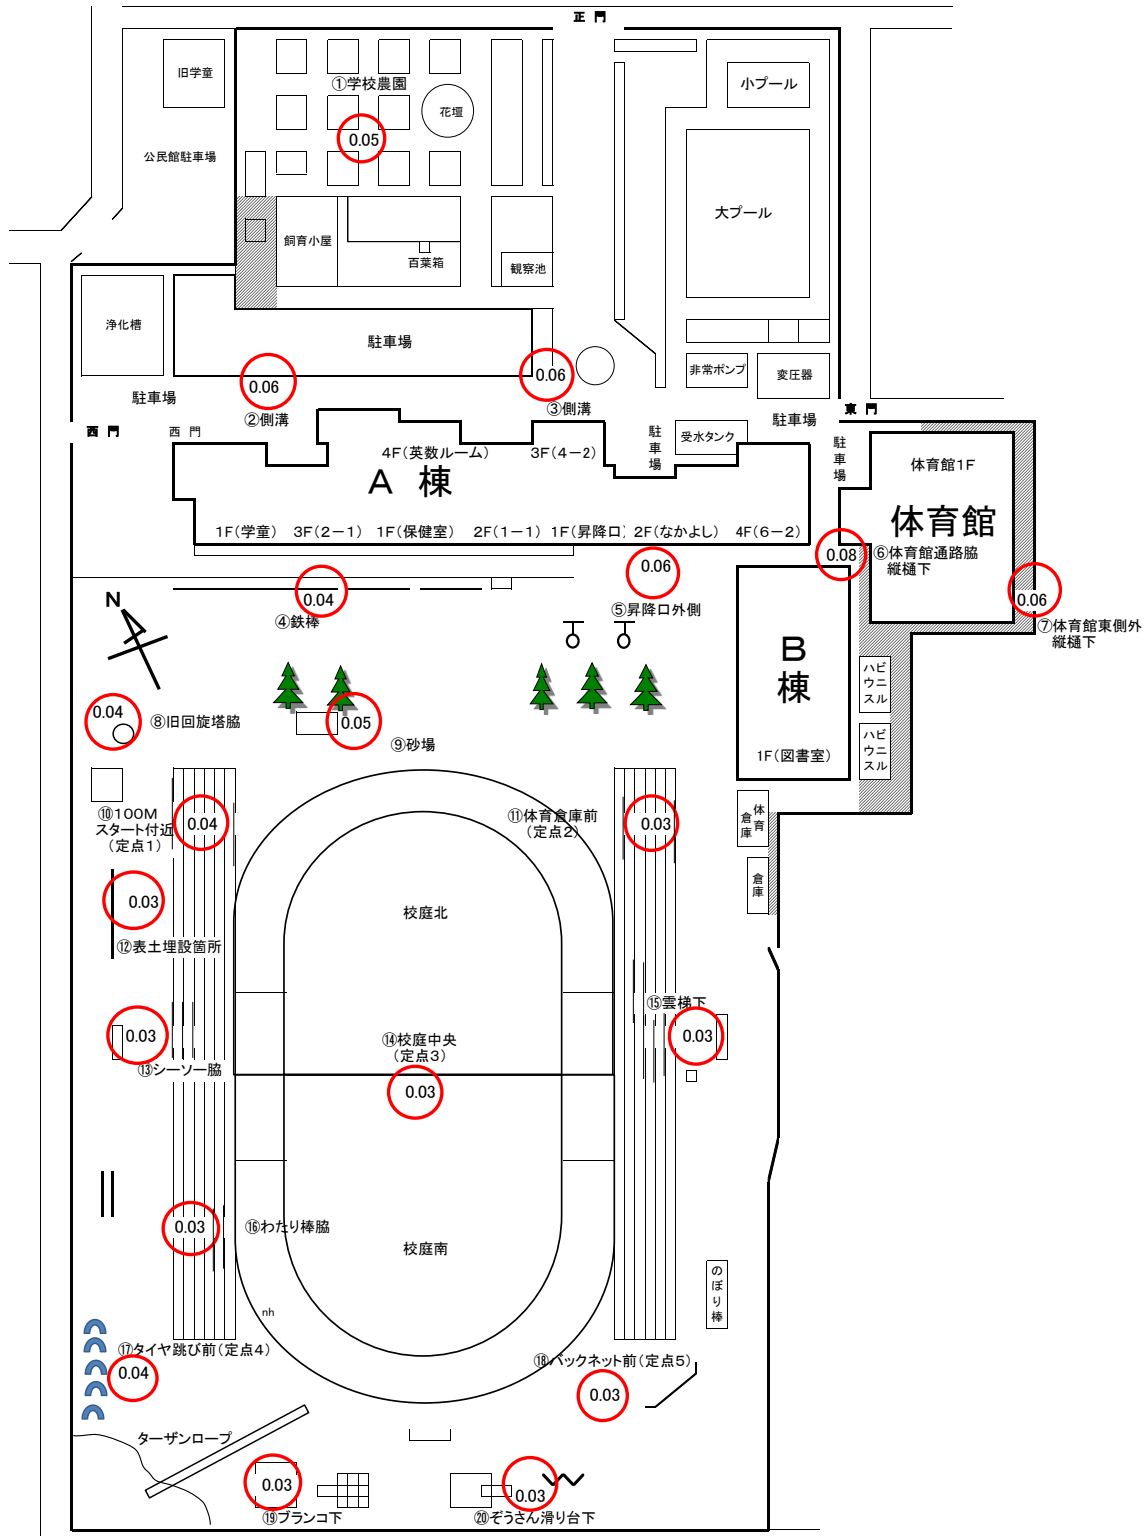 正 門
旧学童
①学校農園
小プール
花壇
0.05
公民館駐車場
大プール
飼育小屋
百葉箱
観察池
浄化槽
駐車場
0.06
0.06
非常ポンプ
変圧器
駐車場
②側溝
③側溝
駐車場
東 門
西 門
西 門
駐車場
受水タンク
駐車場
4F(英数ルーム)
3F(4-2)
体育館1F
A 棟
体育館
1F(学童)
3F(2-1)
1F(保健室)
2F(1-1)
1F(昇降口)
2F(なかよし)
4F(6-2)
0.08
⑥体育館通路脇
縦樋下
0.06
0.04
0.06
④鉄棒
⑤昇降口外側
⑦体育館東側外
縦樋下
N
B
棟
ハウス
ビニル
0.04
⑧旧回旋塔脇
0.05
⑨砂場
ハウス
ビニル
1F(図書室)
⑩100M
スタート付近
(定点1)
0.04
⑪体育倉庫前
(定点2)
0.03
体育
倉庫
倉庫
0.03
校庭北
⑫表土埋設箇所
⑮雲梯下
0.03
⑭校庭中央
(定点3)
0.03
⑬シーソー脇
0.03
0.03
⑯わたり棒脇
校庭南
のぼり棒
nh
⑰タイヤ跳び前(定点4)
0.04
⑱バックネット前(定点5)
0.03
ターザンロープ
0.03
0.03
⑲ブランコ下
⑳ぞうさん滑り台下